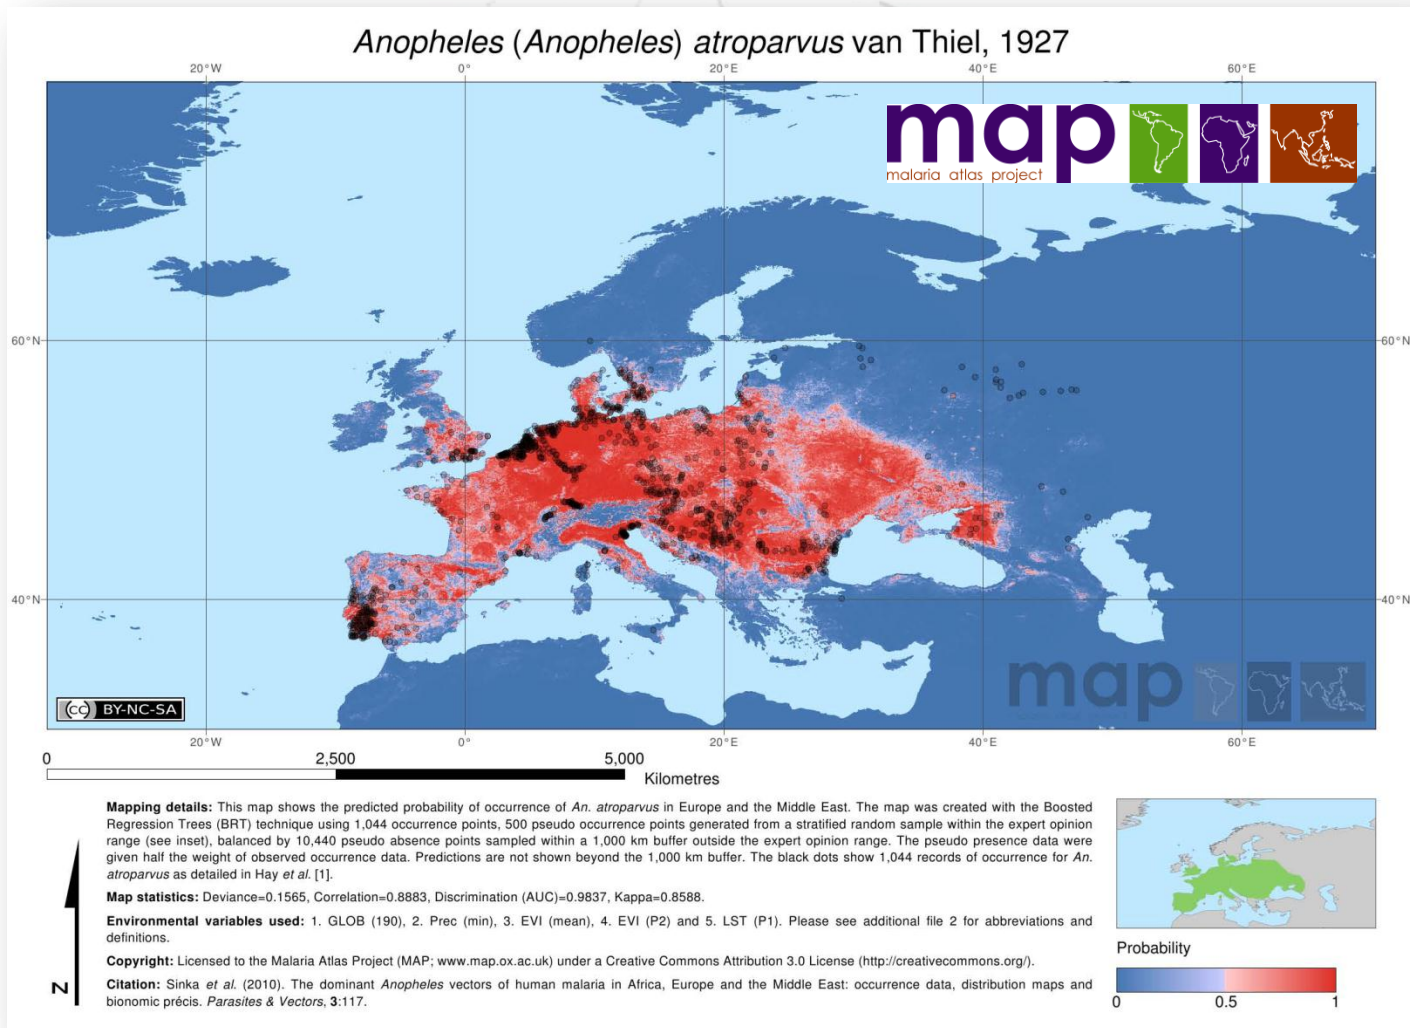 Anopheles (Anopheles) atroparvus van Thiel, 1927
20°W 0° 20°E 40°E 60°E
map
malaria atlas project
60°N 60°N
40°N 40°N
map
cc BY-NC-SA
20°W 0° 20°E 40°E 60°E
0 2,500 5,000
Kilometres
Mapping details: This map shows the predicted probability of occurrence of An. atroparvus in Europe and the Middle East. The map was created with the Boosted
Regression Trees (BRT) technique using 1,044 occurrence points, 500 pseudo occurrence points generated from a stratified random sample within the expert opinion
range (see inset), balanced by 10,440 pseudo absence points sampled within a 1,000 km buffer outside the expert opinion range. The pseudo presence data were
given half the weight of observed occurrence data. Predictions are not shown beyond the 1,000 km buffer. The black dots show 1,044 records of occurrence for An.
atroparvus as detailed in Hay et al. [1].
Map statistics: Deviance=0.1565, Correlation=0.8883, Discrimination (AUC)=0.9837, Kappa=0.8588.
Environmental variables used: 1. GLOB (190), 2. Prec (min), 3. EVI (mean), 4. EVI (P2) and 5. LST (P1). Please see additional file 2 for abbreviations and
definitions.
Copyright: Licensed to the Malaria Atlas Project (MAP; www.map.ox.ac.uk) under a Creative Commons Attribution 3.0 License (http://creativecommons.org/).
Citation: Sinka et al. (2010). The dominant Anopheles vectors of human malaria in Africa, Europe and the Middle East: occurrence data, distribution maps and
bionomic précis. Parasites & Vectors, 3:117.
N
Probability
0 0.5 1